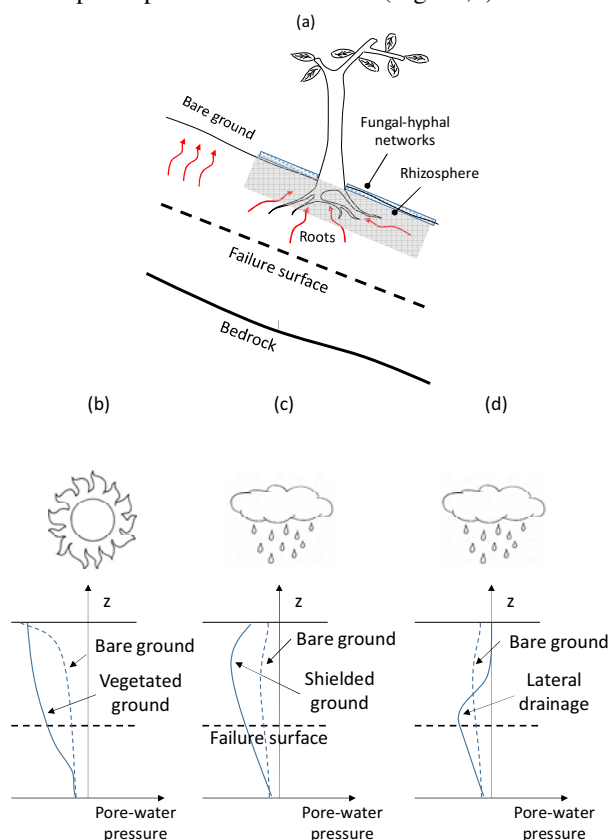 (a)
Bare ground
Fungal-hyphal
networks
Rhizosphere
Roots
Failure surface
Bedrock
(b)
(c)
(d)
z
z
z
Bare ground
Vegetated
ground
Bare ground
Shielded
ground
Bare ground
Lateral
drainage
Failure surface
Pore-water
pressure
Pore-water
pressure
Pore-water
pressure